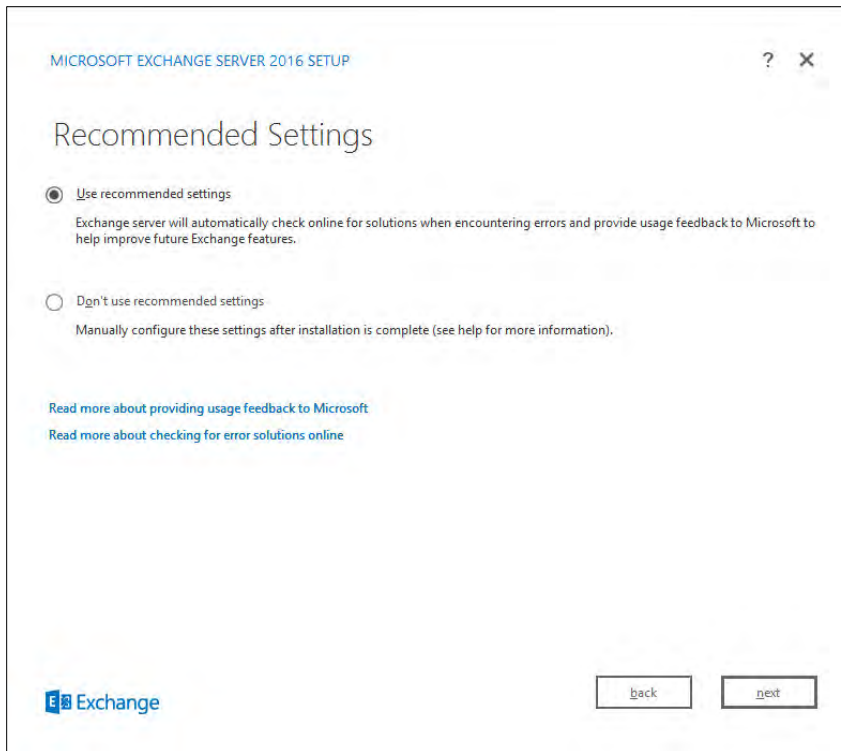 MICROSOFT EXCHANGE SERVER 2016 SETUP
? ✕
Recommended Settings
Use recommended settings
Exchange server will automatically check online for solutions when encountering errors and provide usage feedback to Microsoft to
help improve future Exchange features.
Don't use recommended settings
Manually configure these settings after installation is complete (see help for more information).
Read more about providing usage feedback to Microsoft
Read more about checking for error solutions online
Exchange
back
next